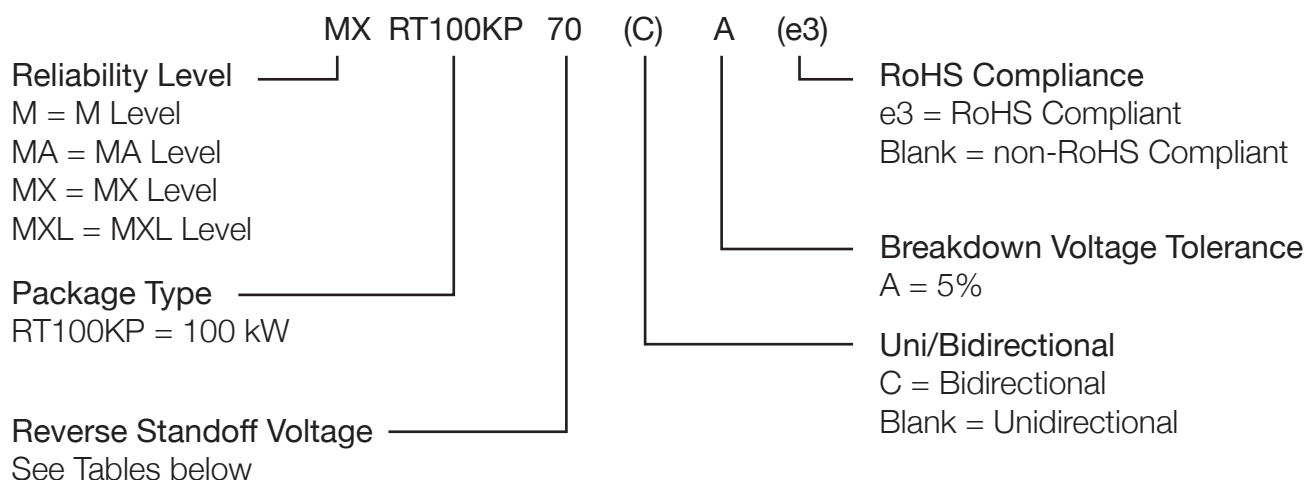 MX RT100KP 70 (C) A (e3)
Reliability Level
M = M Level
MA = MA Level
MX = MX Level
MXL = MXL Level
Package Type
RT100KP = 100 kW
Reverse Standoff Voltage
See Tables below
RoHS Compliance
e3 = RoHS Compliant
Blank = non-RoHS Compliant
Breakdown Voltage Tolerance
A = 5%
Uni/Bidirectional
C = Bidirectional
Blank = Unidirectional